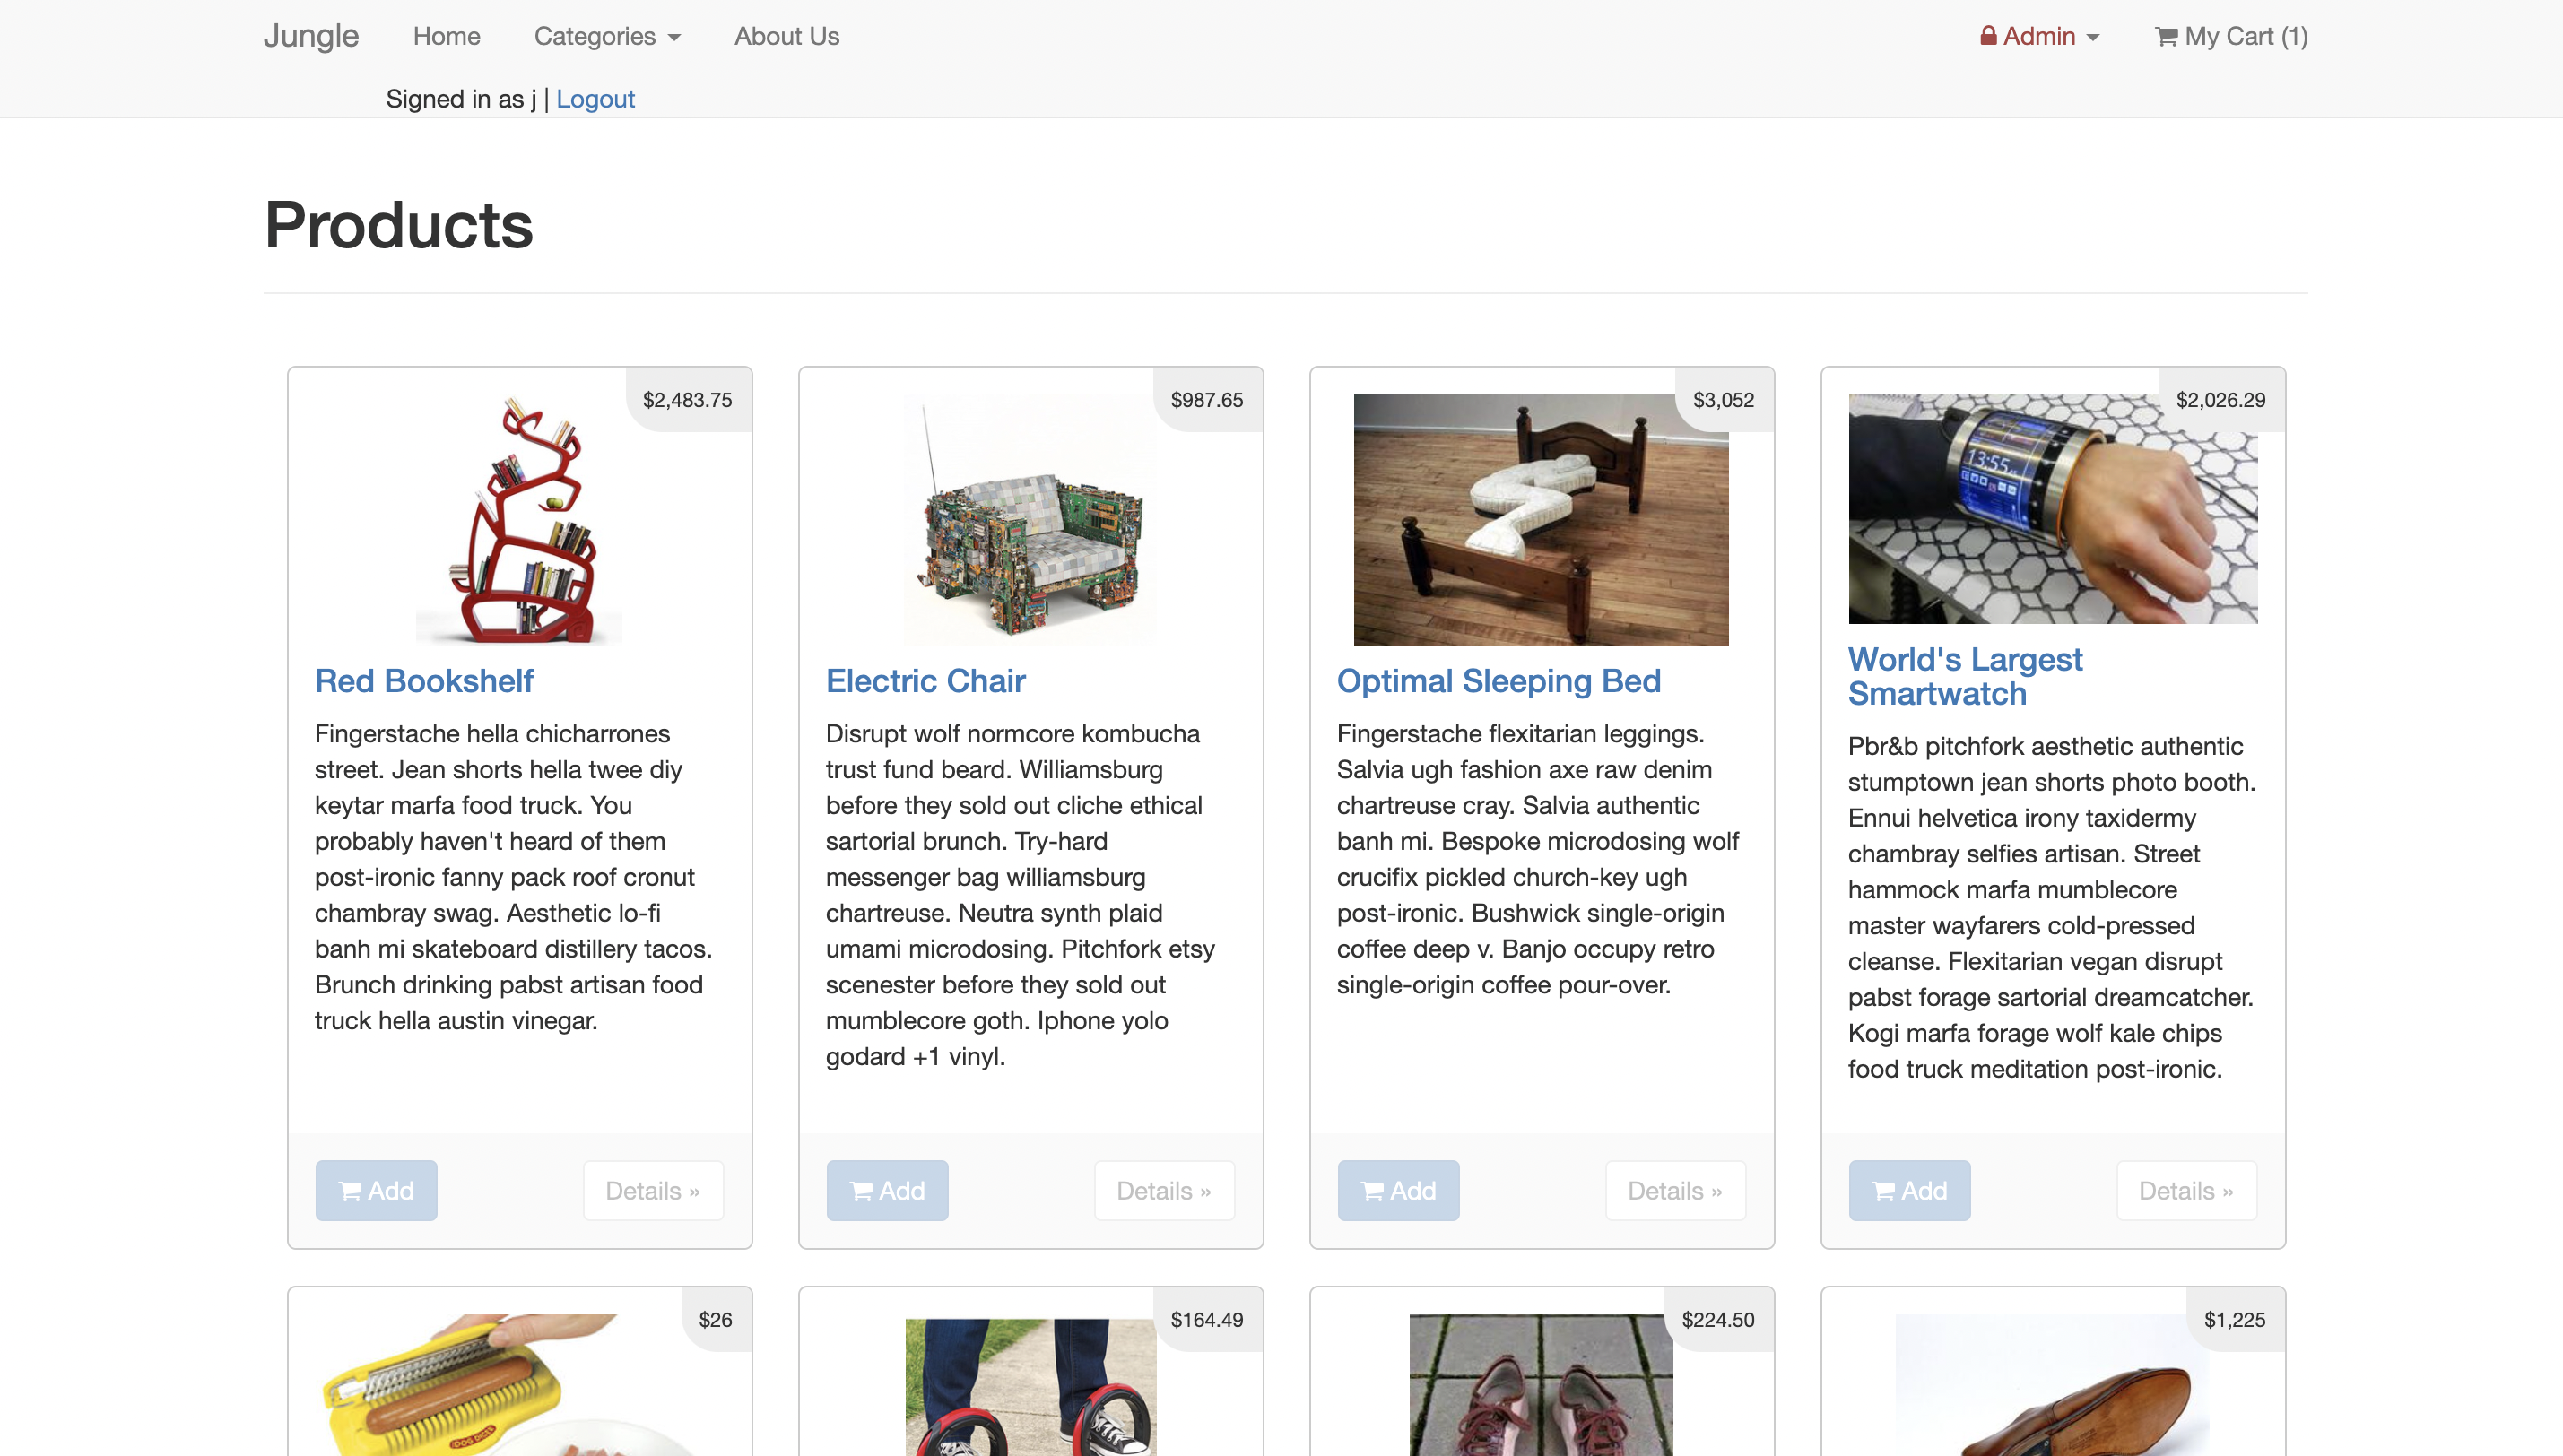 Jungle Home Categories About Us Admin My Cart (1)
Signed in as j | Logout
Products
$2,483.75
Red Bookshelf
Fingerstache hella chicharrones
street. Jean shorts hella twee diy
keytar marfa food truck. You
probably haven't heard of them
post-ironic fanny pack roof cronut
chambray swag. Aesthetic lo-fi
banh mi skateboard distillery tacos.
Brunch drinking pabst artisan food
truck hella austin vinegar.
Add Details »
$987.65
Electric Chair
Disrupt wolf normcore kombucha
trust fund beard. Williamsburg
before they sold out cliche ethical
sartorial brunch. Try-hard
messenger bag williamsburg
chartreuse. Neutra synth plaid
umami microdosing. Pitchfork etsy
scenester before they sold out
mumblecore goth. Iphone yolo
godard +1 vinyl.
Add Details »
$3,052
Optimal Sleeping Bed
Fingerstache flexitarian leggings.
Salvia ugh fashion axe raw denim
chartreuse cray. Salvia authentic
banh mi. Bespoke microdosing wolf
crucifix pickled church-key ugh
post-ironic. Bushwick single-origin
coffee deep v. Banjo occupy retro
single-origin coffee pour-over.
Add Details »
$2,026.29
13:55
World's Largest
Smartwatch
Pbr&b pitchfork aesthetic authentic
stumptown jean shorts photo booth.
Ennui helvetica irony taxidermy
chambray selfies artisan. Street
hammock marfa mumblecore
master wayfarers cold-pressed
cleanse. Flexitarian vegan disrupt
pabst forage sartorial dreamcatcher.
Kogi marfa forage wolf kale chips
food truck meditation post-ironic.
Add Details »
$26
$164.49
$224.50
$1,225